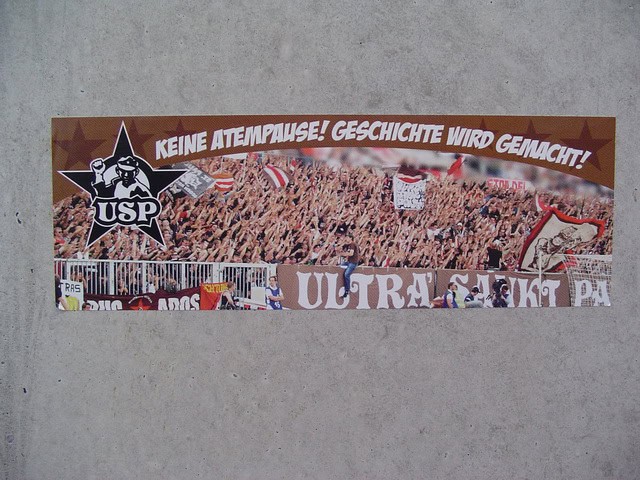 KEINE ATEMPAUSE! GESCHICHTE WIRD GEMACHT!
USP
ULTRA' SANKT PA